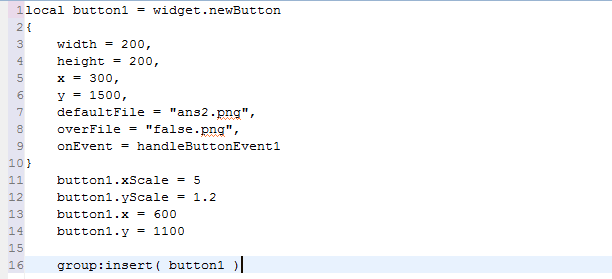 1 local button1 = widget.newButton
2 {
3     width = 200,
4     height = 200,
5     x = 300,
6     y = 1500,
7     defaultFile = "ans2.png",
8     overFile = "false.png",
9     onEvent = handleButtonEvent1
10 }
11     button1.xScale = 5
12     button1.yScale = 1.2
13     button1.x = 600
14     button1.y = 1100
15
16     group:insert( button1 )